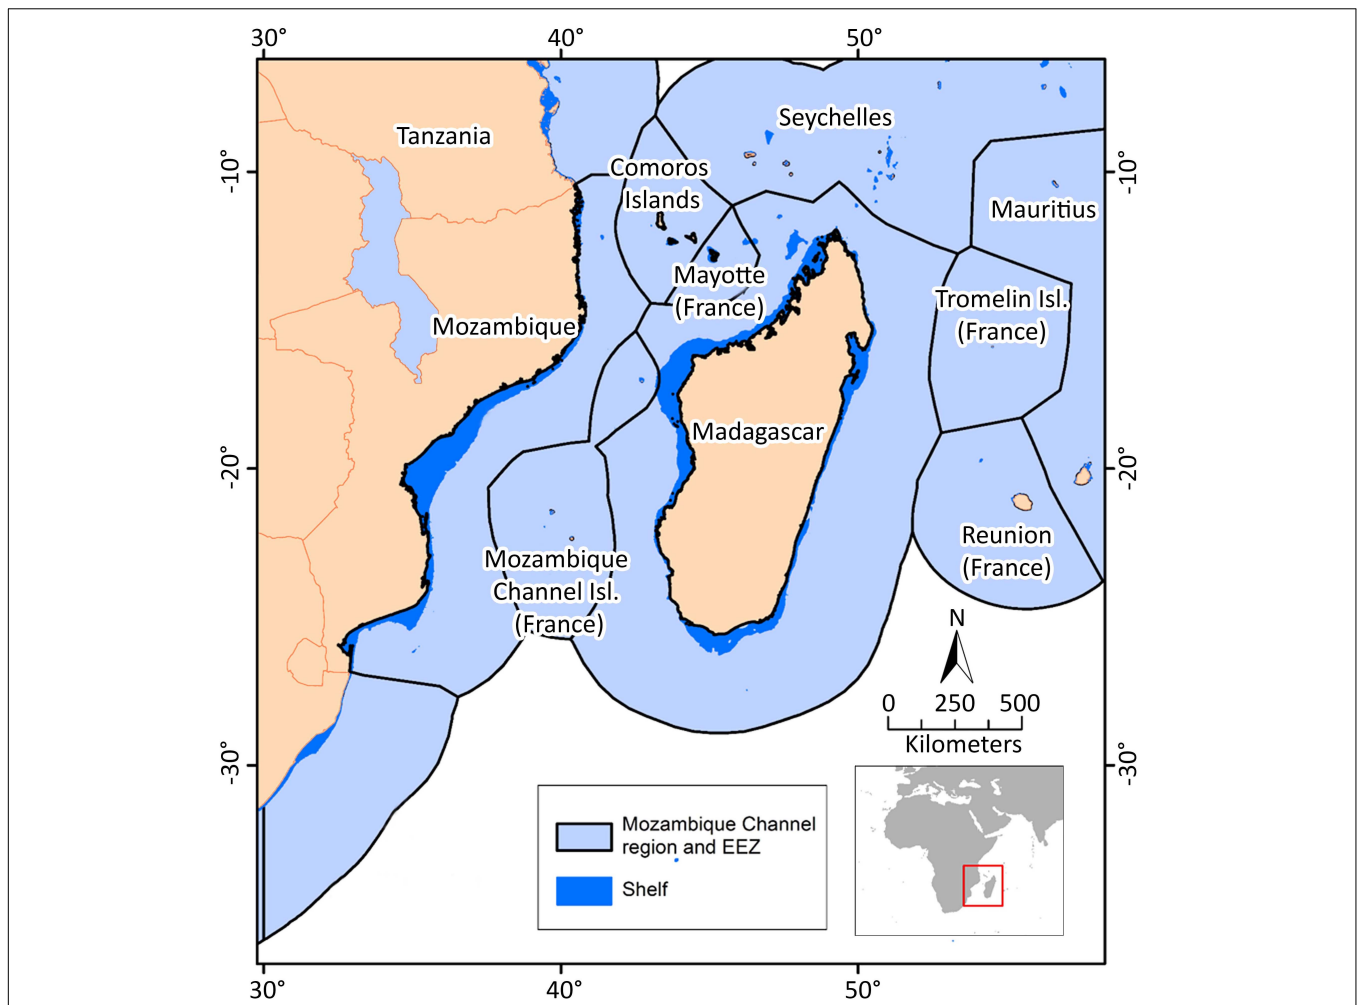 30°
40°
50°
Seychelles
Tanzania
-10°
Comoros
Islands
-10°
Mauritius
Mayotte
(France)
Tromelin Isl.
(France)
Mozambique
Madagascar
-20°
-20°
Mozambique
Channel Isl.
(France)
Reunion
(France)
N
0 250 500
Kilometers
-30°
-30°
Mozambique Channel
region and EEZ
Shelf
30°
40°
50°